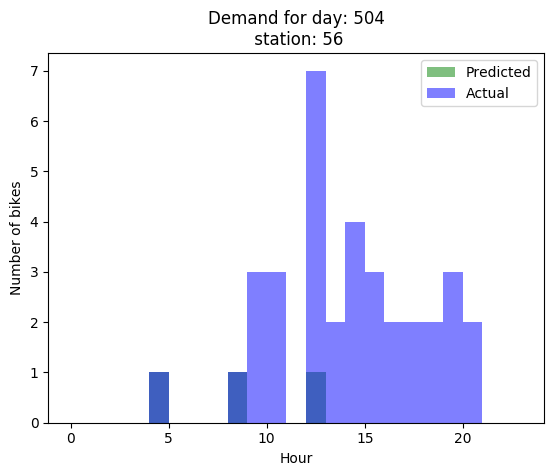 Demand for day: 504
station: 56
Predicted
Actual
7
6
5
4
3
2
1
0
Number of bikes
0 5 10 15 20
Hour